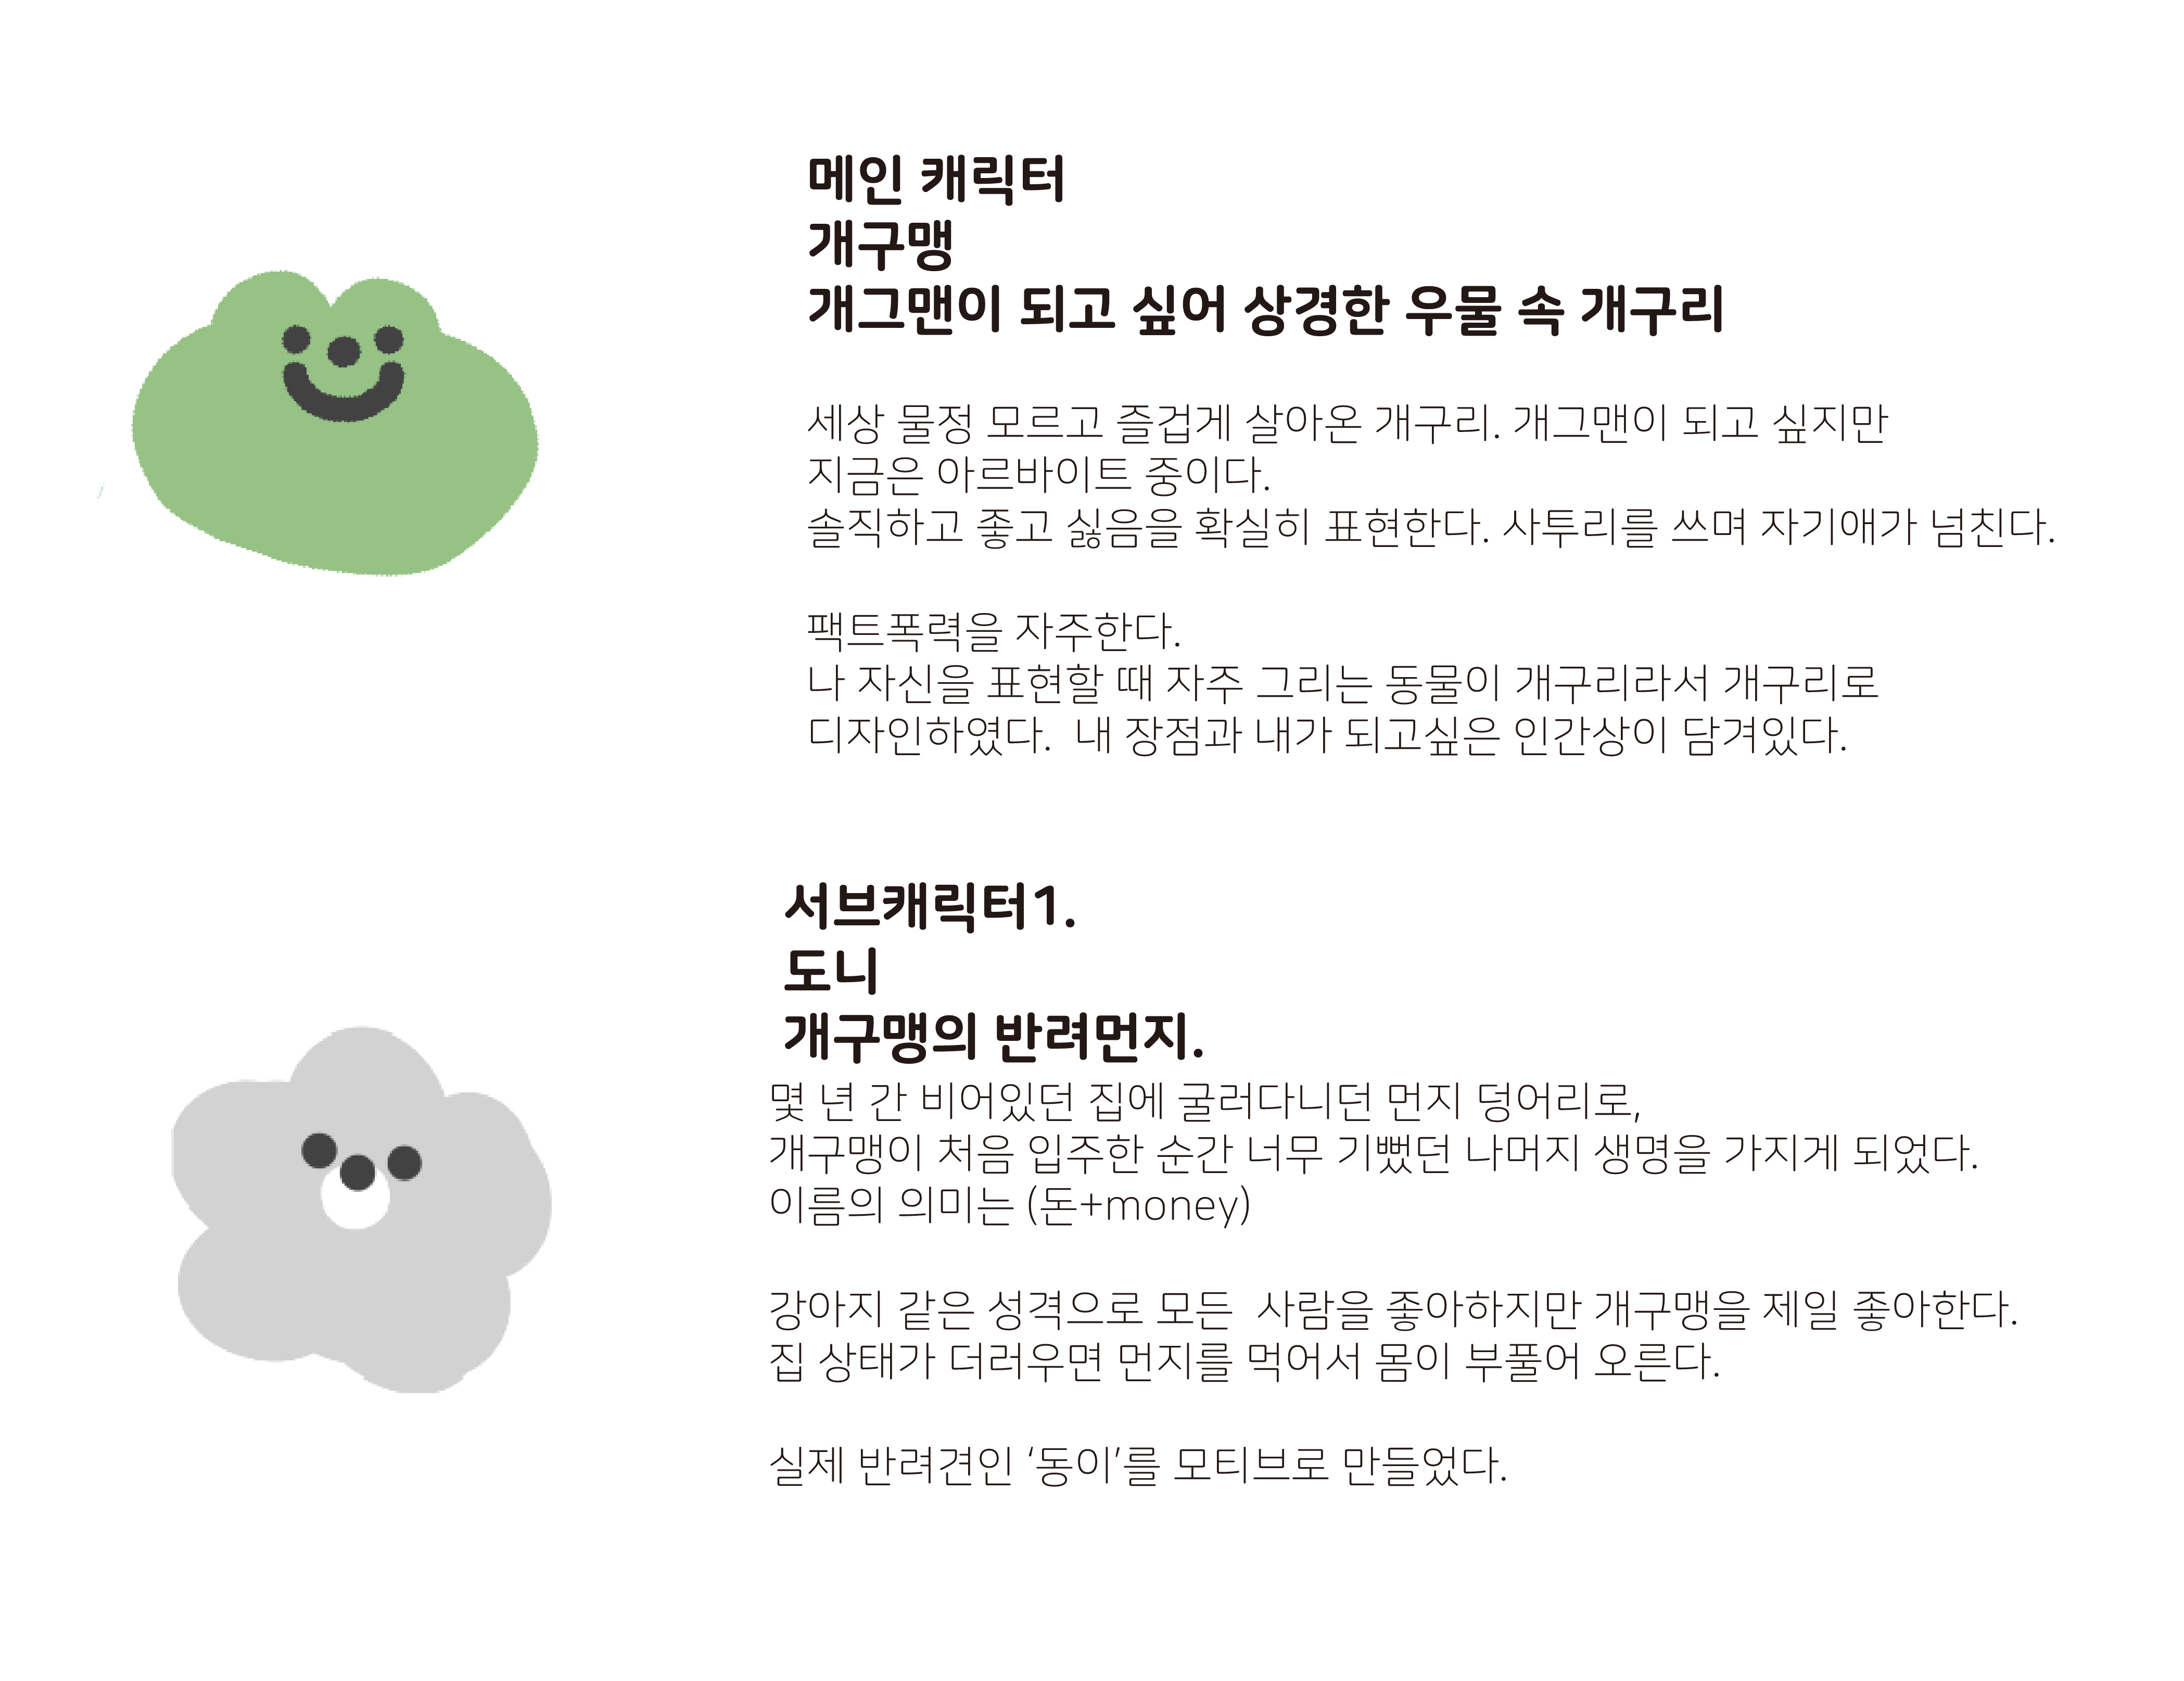 메인 캐릭터
개구맹
개그맨이 되고 싶어 상경한 우물 속 개구리
세상 물정 모르고 즐겁게 살아온 개구리. 개그맨이 되고 싶지만
지금은 아르바이트 중이다.
솔직하고 좋고 싫음을 확실히 표현한다. 사투리를 쓰며 자기애가 넘친다.
팩트폭력을 자주한다.
나 자신을 표현할 때 자주 그리는 동물이 개구리라서 개구리로
디자인하였다. 내 장점과 내가 되고싶은 인간상이 담겨있다.
서브캐릭터1.
도니
개구맹의 반려먼지.
몇 년 간 비어있던 집에 굴러다니던 먼지 덩어리로,
개구맹이 처음 입주한 순간 너무 기뻤던 나머지 생명을 가지게 되었다.
이름의 의미는 (돈+money)
강아지 같은 성격으로 모든 사람을 좋아하지만 개구맹을 제일 좋아한다.
집 상태가 더러우면 먼지를 먹어서 몸이 부풀어 오른다.
실제 반려견인 ‘동이’를 모티브로 만들었다.